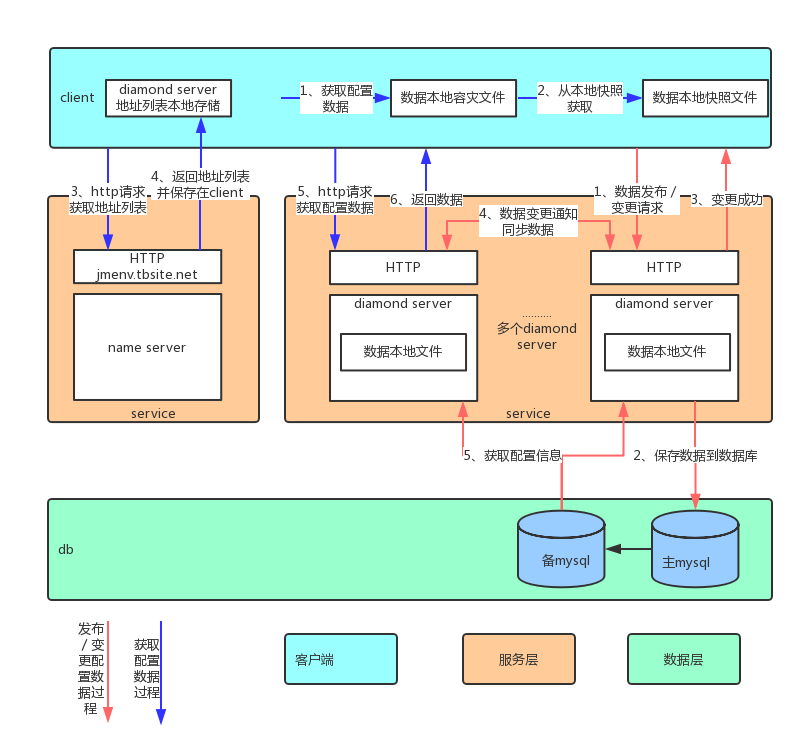 client
diamond server
地址列表本地存储
1、获取配置
数据
数据本地容灾文件
2、从本地快照
获取
数据本地快照文件
3、http请求
获取地址列表
4、返回地址列表
并保存在client
5、http请求
获取配置数据
6、返回数据
4、数据变更通知
同步数据
1、数据发布 /
变更请求
3、变更成功
HTTP
jmenv.tbsite.net
name server
service
HTTP
diamond server
数据本地文件
..........
多个diamond
server
HTTP
diamond server
数据本地文件
service
5、获取配置信息
2、保存数据到数据库
db
备mysql
主mysql
发布
/ 变
更配
置数
据过
程
获取
配置
数据
过程
客户端
服务层
数据层